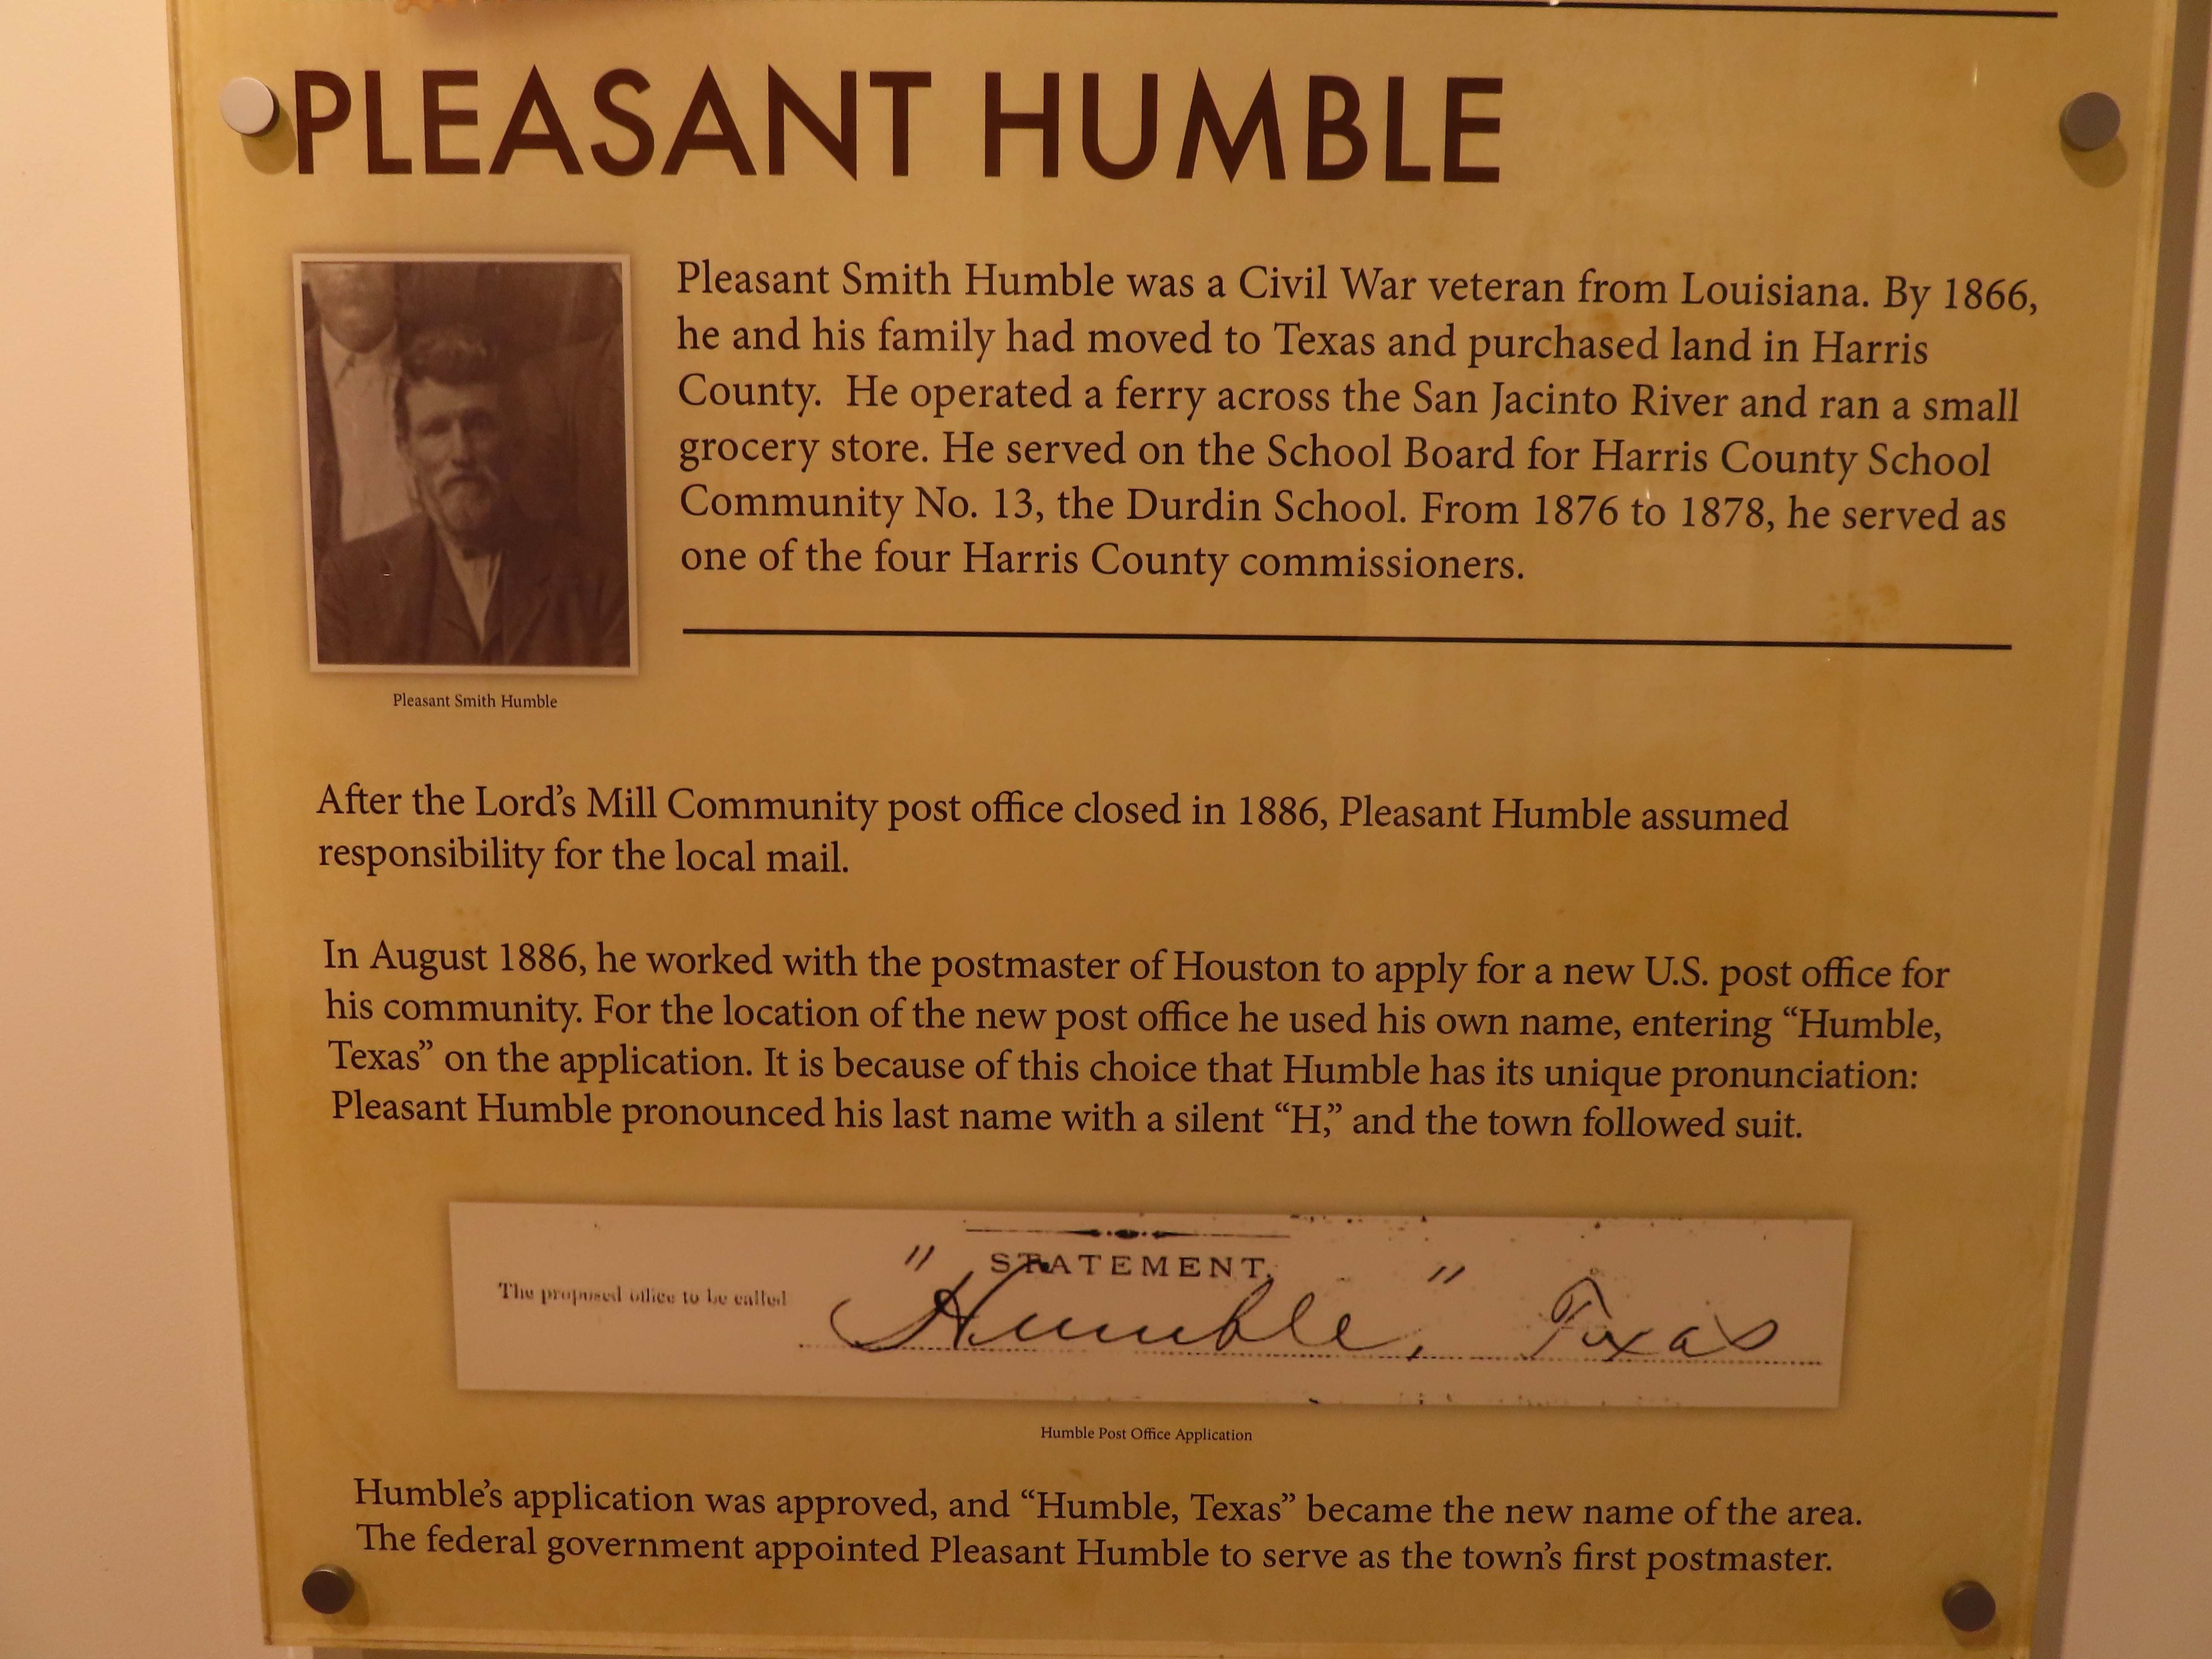 PLEASANT HUMBLE
Pleasant Smith Humble was a Civil War veteran from Louisiana. By 1866,
he and his family had moved to Texas and purchased land in Harris
County.  He operated a ferry across the San Jacinto River and ran a small
grocery store. He served on the School Board for Harris County School
Community No. 13, the Durdin School. From 1876 to 1878, he served as
one of the four Harris County commissioners.
Pleasant Smith Humble
After the Lord’s Mill Community post office closed in 1886, Pleasant Humble assumed
responsibility for the local mail.
In August 1886, he worked with the postmaster of Houston to apply for a new U.S. post office for
his community. For the location of the new post office he used his own name, entering “Humble,
Texas” on the application. It is because of this choice that Humble has its unique pronunciation:
Pleasant Humble pronounced his last name with a silent “H,” and the town followed suit.
STATEMENT.
The proposed office to be called "Humble," Texas
Humble Post Office Application
Humble’s application was approved, and “Humble, Texas” became the new name of the area.
The federal government appointed Pleasant Humble to serve as the town’s first postmaster.